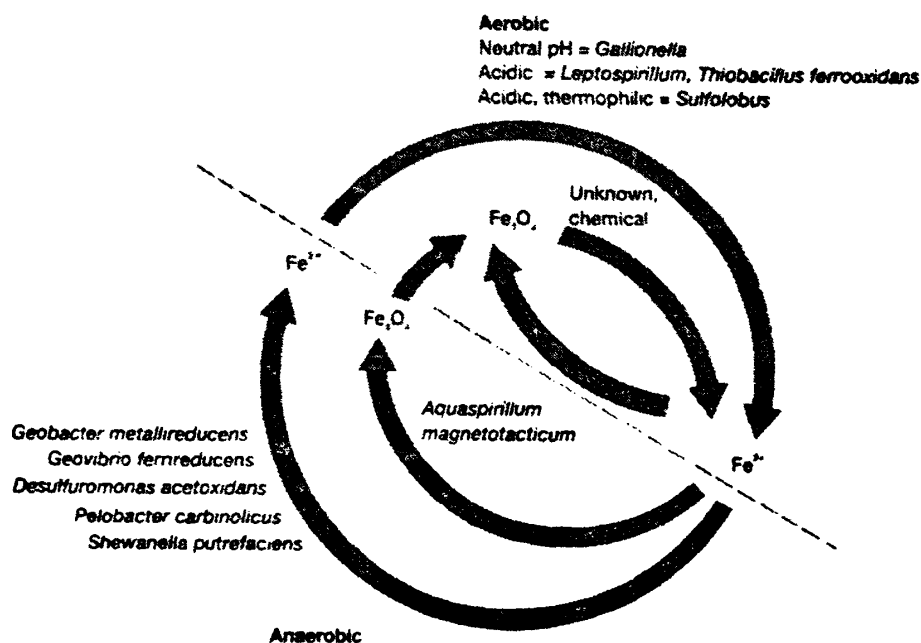 Aerobic
Neutral pH = Gallionella
Acidic = Leptospirillum, Thiobacillus ferrooxidans
Acidic, thermophilic = Sulfolobus
Unknown,
chemical
Fe₃O₄
Fe²⁺
Fe₃O₄
Aquaspirillum
magnetotacticum
Geobacter metallireducens
Geovibrio ferrireducens
Desulfuromonas acetoxidans
Pelobacter carbinolicus
Shewanella putrefaciens
Fe³⁺
Anaerobic